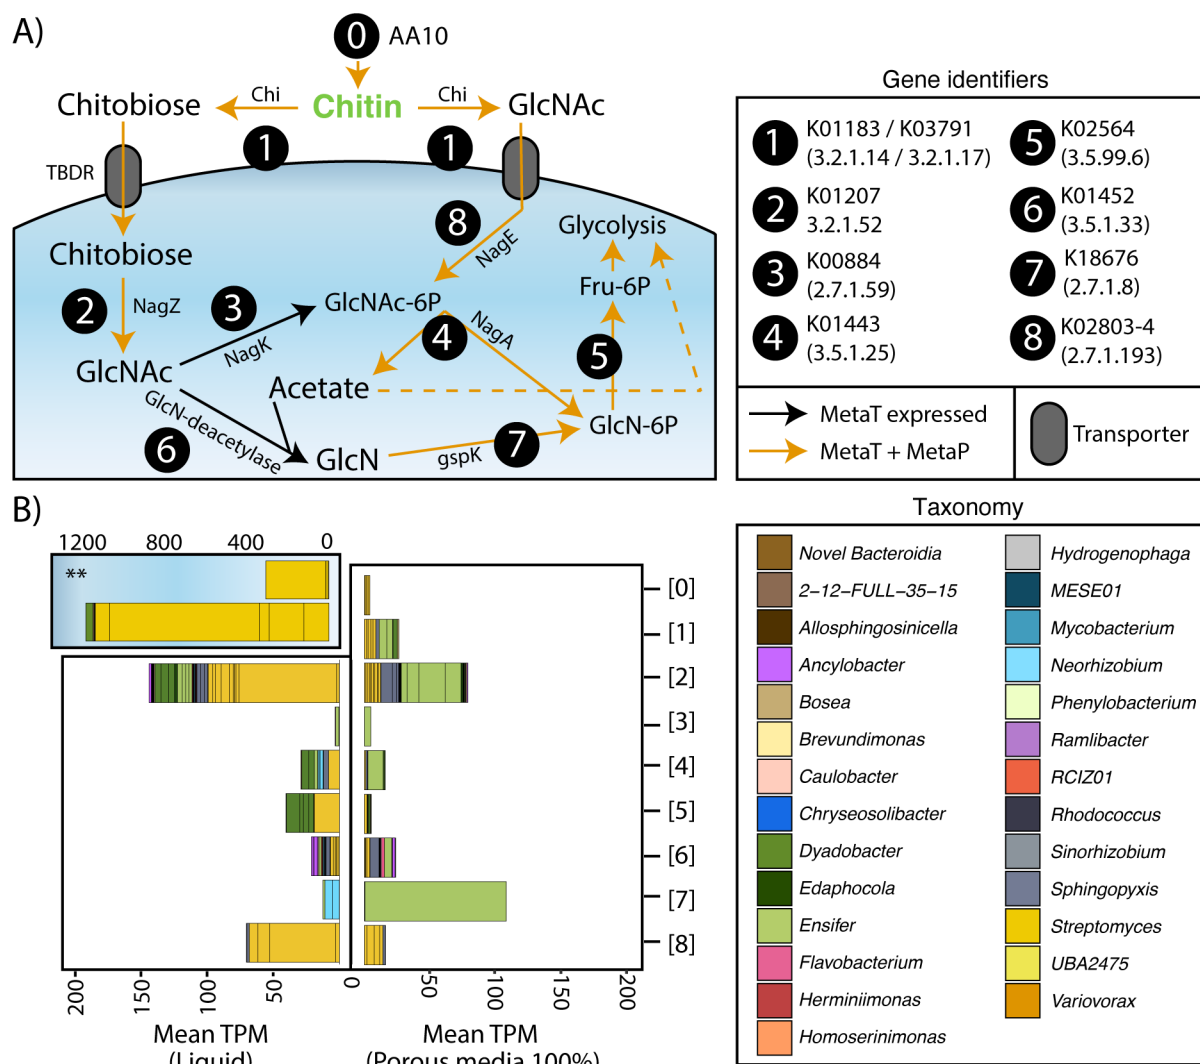 A)
0 AA10
Chitobiose Chi Chitin Chi GlcNAc
1 1
TBDR
8 Glycolysis
Chitobiose NagE
Fru-6P
2 NagZ 3 GlcNAc-6P
NagK 4 NagA 5
GlcNAc Acetate
GlcN-deacetylase GlcN-6P
6 GlcN gspK 7
Gene identifiers
1 K01183 / K03791
(3.2.1.14 / 3.2.1.17)
2 K01207
3.2.1.52
3 K00884
(2.7.1.59)
4 K01443
(3.5.1.25)
5 K02564
(3.5.99.6)
6 K01452
(3.5.1.33)
7 K18676
(2.7.1.8)
8 K02803-4
(2.7.1.193)
MetaT expressed
MetaT + MetaP
Transporter
B)
1200 800 400 0
**
[0]
[1]
[2]
[3]
[4]
[5]
[6]
[7]
[8]
200 150 100 50 0 50 100 150 200
Mean TPM
(Liquid)
Mean TPM
(Porous media 100%)
Taxonomy
Novel Bacteroidia
2−12−FULL−35−15
Allosphingosinicella
Ancylobacter
Bosea
Brevundimonas
Caulobacter
Chryseosolibacter
Dyadobacter
Edaphocola
Ensifer
Flavobacterium
Herminiimonas
Homoserinimonas
Hydrogenophaga
MESE01
Mycobacterium
Neorhizobium
Phenylobacterium
Ramlibacter
RCIZ01
Rhodococcus
Sinorhizobium
Sphingopyxis
Streptomyces
UBA2475
Variovorax